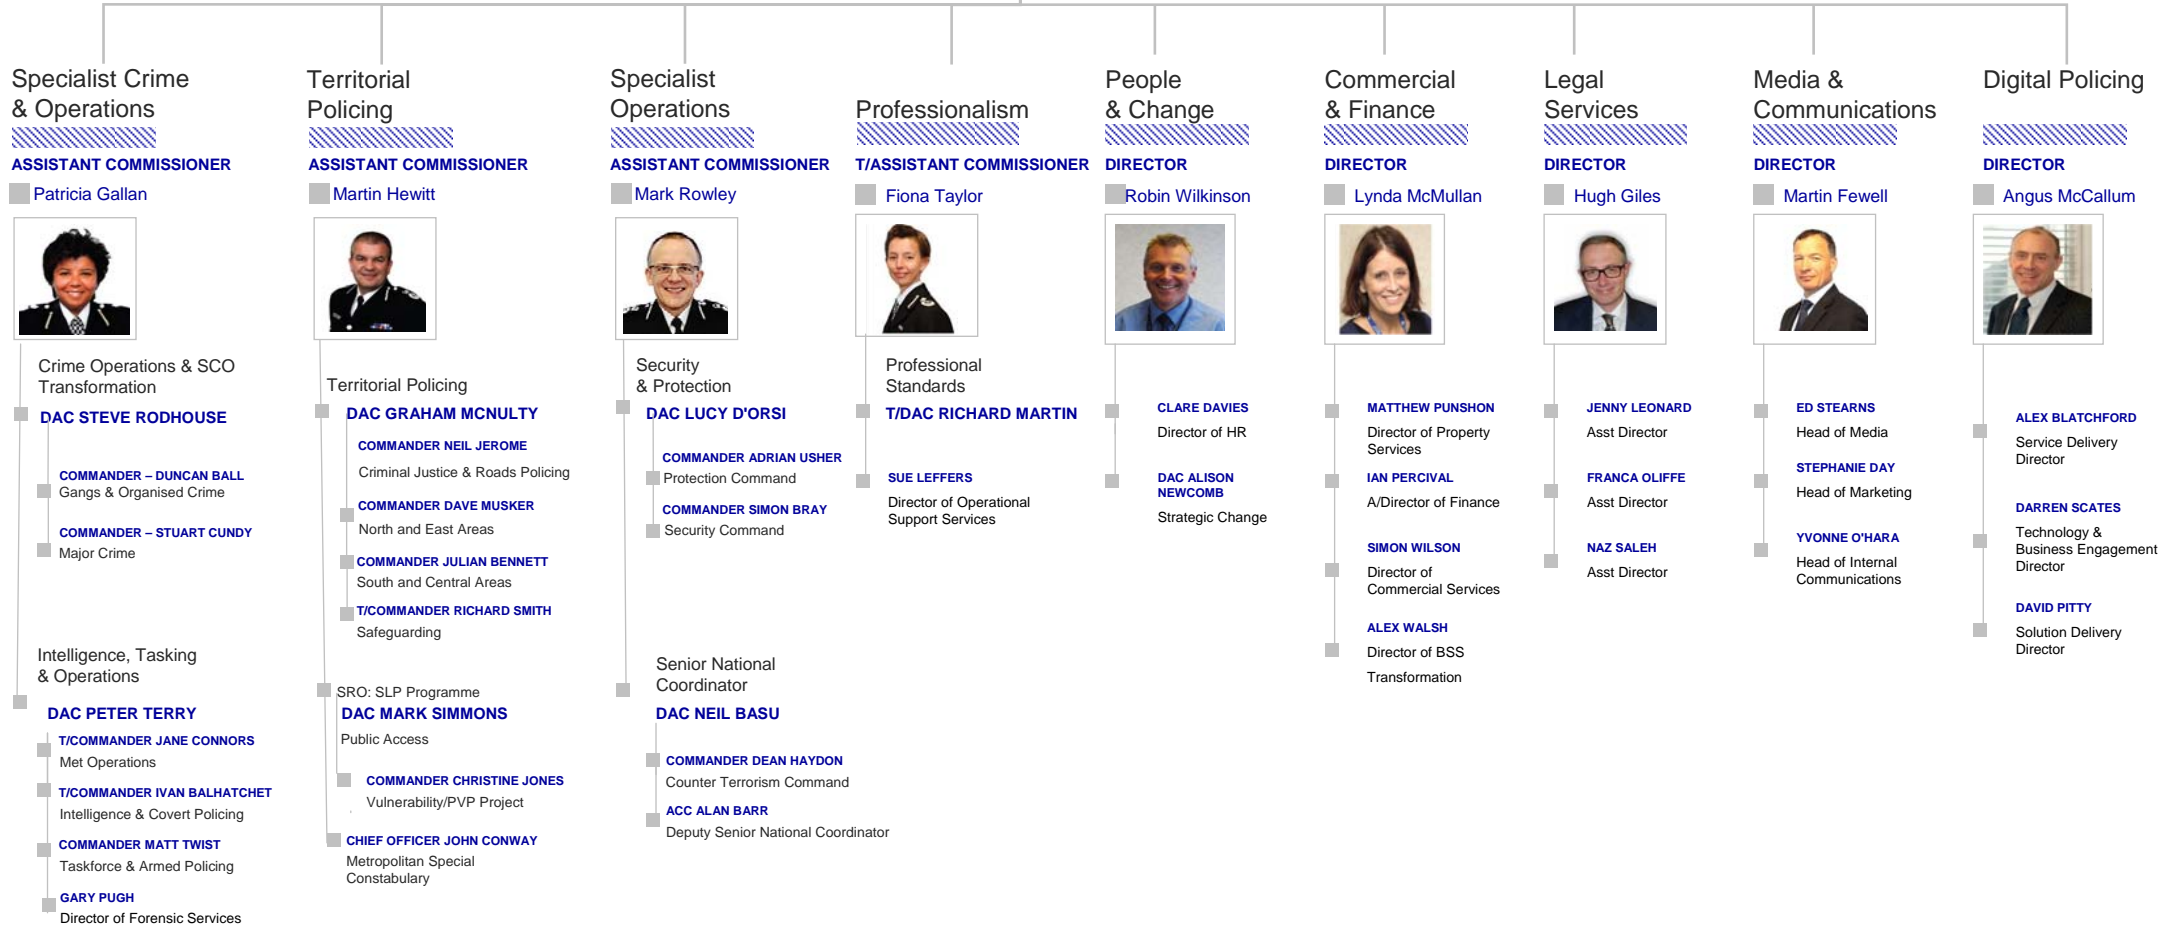 Specialist Crime
& Operations
ASSISTANT COMMISSIONER
Patricia Gallan
Crime Operations & SCO
Transformation
DAC STEVE RODHOUSE
COMMANDER – DUNCAN BALL
Gangs & Organised Crime
COMMANDER – STUART CUNDY
Major Crime
Intelligence, Tasking
& Operations
DAC PETER TERRY
T/COMMANDER JANE CONNORS
Met Operations
T/COMMANDER IVAN BALHATCHET
Intelligence & Covert Policing
COMMANDER MATT TWIST
Taskforce & Armed Policing
GARY PUGH
Director of Forensic Services
Territorial
Policing
ASSISTANT COMMISSIONER
Martin Hewitt
Territorial Policing
DAC GRAHAM MCNULTY
COMMANDER NEIL JEROME
Criminal Justice & Roads Policing
COMMANDER DAVE MUSKER
North and East Areas
COMMANDER JULIAN BENNETT
South and Central Areas
T/COMMANDER RICHARD SMITH
Safeguarding
SRO: SLP Programme
DAC MARK SIMMONS
Public Access
COMMANDER CHRISTINE JONES
Vulnerability/PVP Project
CHIEF OFFICER JOHN CONWAY
Metropolitan Special
Constabulary
Specialist
Operations
ASSISTANT COMMISSIONER
Mark Rowley
Security
& Protection
DAC LUCY D'ORSI
COMMANDER ADRIAN USHER
Protection Command
COMMANDER SIMON BRAY
Security Command
Senior National
Coordinator
DAC NEIL BASU
COMMANDER DEAN HAYDON
Counter Terrorism Command
ACC ALAN BARR
Deputy Senior National Coordinator
Professionalism
T/ASSISTANT COMMISSIONER
Fiona Taylor
Professional
Standards
T/DAC RICHARD MARTIN
SUE LEFFERS
Director of Operational
Support Services
People
& Change
DIRECTOR
Robin Wilkinson
CLARE DAVIES
Director of HR
DAC ALISON
NEWCOMB
Strategic Change
Commercial
& Finance
DIRECTOR
Lynda McMullan
MATTHEW PUNSHON
Director of Property
Services
IAN PERCIVAL
A/Director of Finance
SIMON WILSON
Director of
Commercial Services
ALEX WALSH
Director of BSS
Transformation
Legal
Services
DIRECTOR
Hugh Giles
JENNY LEONARD
Asst Director
FRANCA OLIFFE
Asst Director
NAZ SALEH
Asst Director
Media &
Communications
DIRECTOR
Martin Fewell
ED STEARNS
Head of Media
STEPHANIE DAY
Head of Marketing
YVONNE O'HARA
Head of Internal
Communications
Digital Policing
DIRECTOR
Angus McCallum
ALEX BLATCHFORD
Service Delivery
Director
DARREN SCATES
Technology &
Business Engagement
Director
DAVID PITTY
Solution Delivery
Director